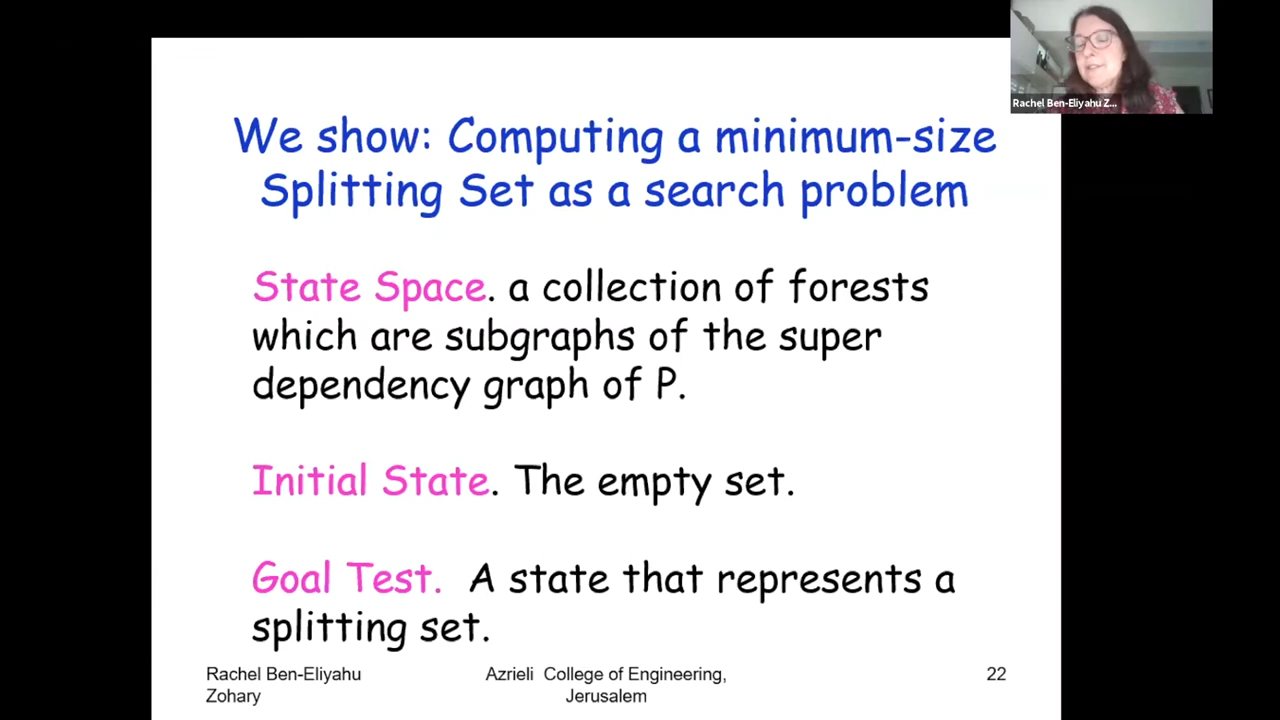 Rachel Ben-Eliyahu Z...
We show: Computing a minimum-size
Splitting Set as a search problem
State Space. a collection of forests
which are subgraphs of the super
dependency graph of P.
Initial State. The empty set.
Goal Test. A state that represents a
splitting set.
Rachel Ben-Eliyahu
Zohary
Azrieli College of Engineering,
Jerusalem
22